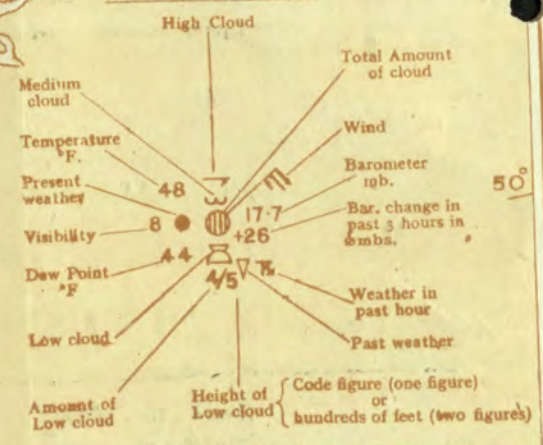 High Cloud
Total Amount
of cloud
Medium
cloud
Wind
Temperature
°F.
Barometer
mb.
50°
Present
weather
48
17.7
Bar. change in
past 3 hours in
mbs.
Visibility
8
+26
Dew Point
°F
44
4/5
Weather in
past hour
Low cloud
Past weather
Amount of
Low cloud
Height of
Low cloud
Code figure (one figure)
or
hundreds of feet (two figures)